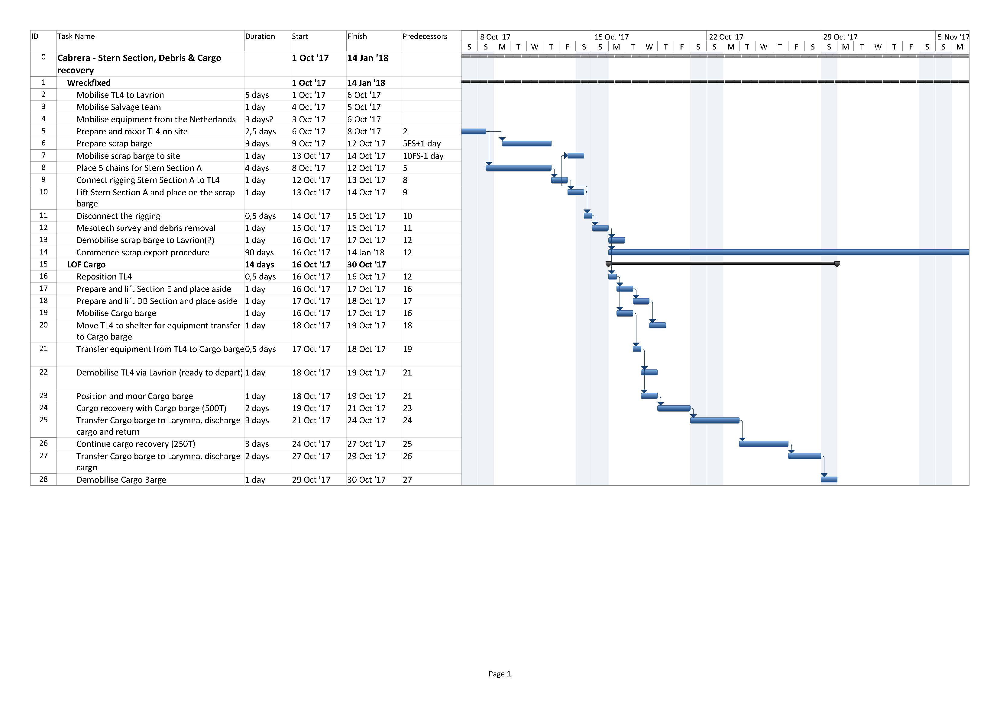 ID Task Name Duration Start Finish Predecessors 8 Oct '17 15 Oct '17 22 Oct '17 29 Oct '17 5 Nov '17
S S M T W T F S S M T W T F S S M T W T F S S M T W T F S S M
0 Cabrera - Stern Section, Debris & Cargo 1 Oct '17 14 Jan '18
recovery
1 Wreckfixed 1 Oct '17 14 Jan '18
2 Mobilise TL4 to Lavrion 5 days 1 Oct '17 6 Oct '17
3 Mobilise Salvage team 1 day 4 Oct '17 5 Oct '17
4 Mobilise equipment from the Netherlands 3 days? 3 Oct '17 6 Oct '17
5 Prepare and moor TL4 on site 2,5 days 6 Oct '17 8 Oct '17 2
6 Prepare scrap barge 3 days 9 Oct '17 12 Oct '17 5FS+1 day
7 Mobilise scrap barge to site 1 day 13 Oct '17 14 Oct '17 10FS-1 day
8 Place 5 chains for Stern Section A 4 days 8 Oct '17 12 Oct '17 5
9 Connect rigging Stern Section A to TL4 1 day 12 Oct '17 13 Oct '17 8
10 Lift Stern Section A and place on the scrap 1 day 13 Oct '17 14 Oct '17 9
barge
11 Disconnect the rigging 0,5 days 14 Oct '17 15 Oct '17 10
12 Mesotech survey and debris removal 1 day 15 Oct '17 16 Oct '17 11
13 Demobilise scrap barge to Lavrion(?) 1 day 16 Oct '17 17 Oct '17 12
14 Commence scrap export procedure 90 days 16 Oct '17 14 Jan '18 12
15 LOF Cargo 14 days 16 Oct '17 30 Oct '17
16 Reposition TL4 0,5 days 16 Oct '17 16 Oct '17 12
17 Prepare and lift Section E and place aside 1 day 16 Oct '17 17 Oct '17 16
18 Prepare and lift DB Section and place aside 1 day 17 Oct '17 18 Oct '17 17
19 Mobilise Cargo barge 1 day 16 Oct '17 17 Oct '17 16
20 Move TL4 to shelter for equipment transfer 1 day 18 Oct '17 19 Oct '17 18
to Cargo barge
21 Transfer equipment from TL4 to Cargo barge 0,5 days 17 Oct '17 18 Oct '17 19
22 Demobilise TL4 via Lavrion (ready to depart) 1 day 18 Oct '17 19 Oct '17 21
23 Position and moor Cargo barge 1 day 18 Oct '17 19 Oct '17 21
24 Cargo recovery with Cargo barge (500T) 2 days 19 Oct '17 21 Oct '17 23
25 Transfer Cargo barge to Larymna, discharge 3 days 21 Oct '17 24 Oct '17 24
cargo and return
26 Continue cargo recovery (250T) 3 days 24 Oct '17 27 Oct '17 25
27 Transfer Cargo barge to Larymna, discharge 2 days 27 Oct '17 29 Oct '17 26
cargo
28 Demobilise Cargo Barge 1 day 29 Oct '17 30 Oct '17 27
Page 1